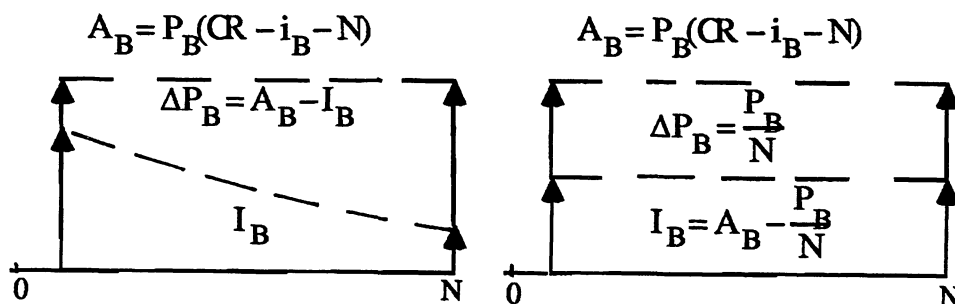 A_B = P_B(CR – i_B – N)
ΔP_B = A_B – I_B
I_B
0 N
A_B = P_B(CR – i_B – N)
ΔP_B = P_B/N
I_B = A_B – P_B/N
0 N